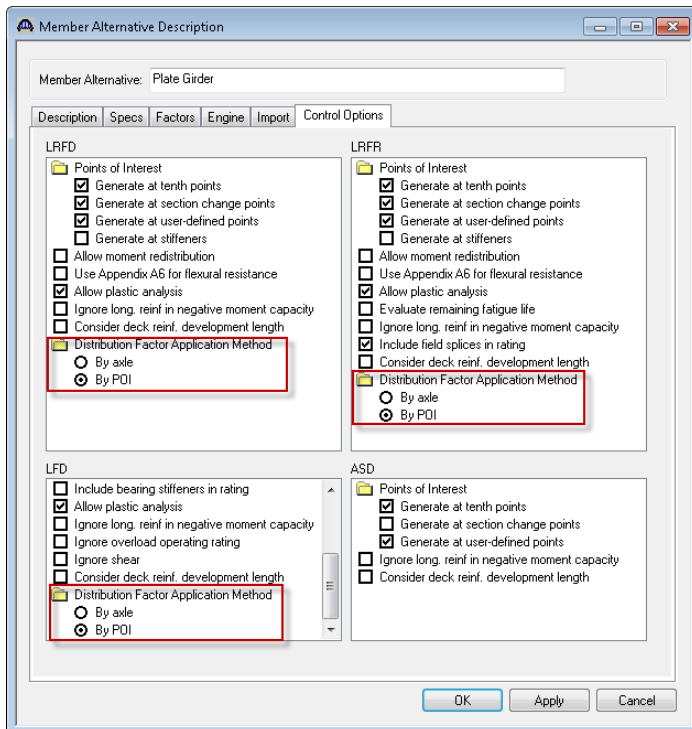 Member Alternative Description
Member Alternative: Plate Girder
Description Specs Factors Engine Import Control Options
LRFD
Points of Interest
Generate at tenth points
Generate at section change points
Generate at user-defined points
Generate at stiffeners
Allow moment redistribution
Use Appendix A6 for flexural resistance
Allow plastic analysis
Ignore long. reinf in negative moment capacity
Consider deck reinf. development length
Distribution Factor Application Method
By axle
By POI
LRFR
Points of Interest
Generate at tenth points
Generate at section change points
Generate at user-defined points
Generate at stiffeners
Allow moment redistribution
Use Appendix A6 for flexural resistance
Allow plastic analysis
Evaluate remaining fatigue life
Ignore long. reinf in negative moment capacity
Include field splices in rating
Consider deck reinf. development length
Distribution Factor Application Method
By axle
By POI
LFD
Include bearing stiffeners in rating
Allow plastic analysis
Ignore long. reinf in negative moment capacity
Ignore overload operating rating
Ignore shear
Consider deck reinf. development length
Distribution Factor Application Method
By axle
By POI
ASD
Points of Interest
Generate at tenth points
Generate at section change points
Generate at user-defined points
Ignore long. reinf in negative moment capacity
Consider deck reinf. development length
OK Apply Cancel